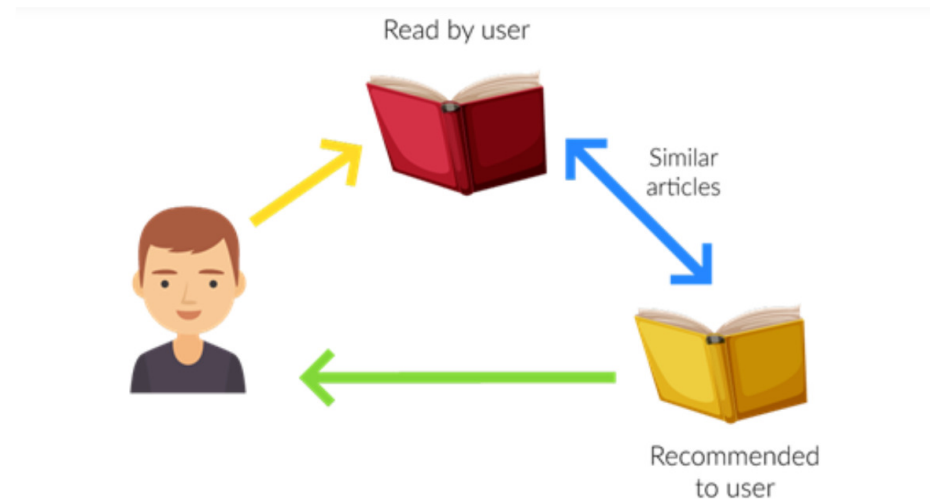 Read by user
Similar
articles
Recommended
to user